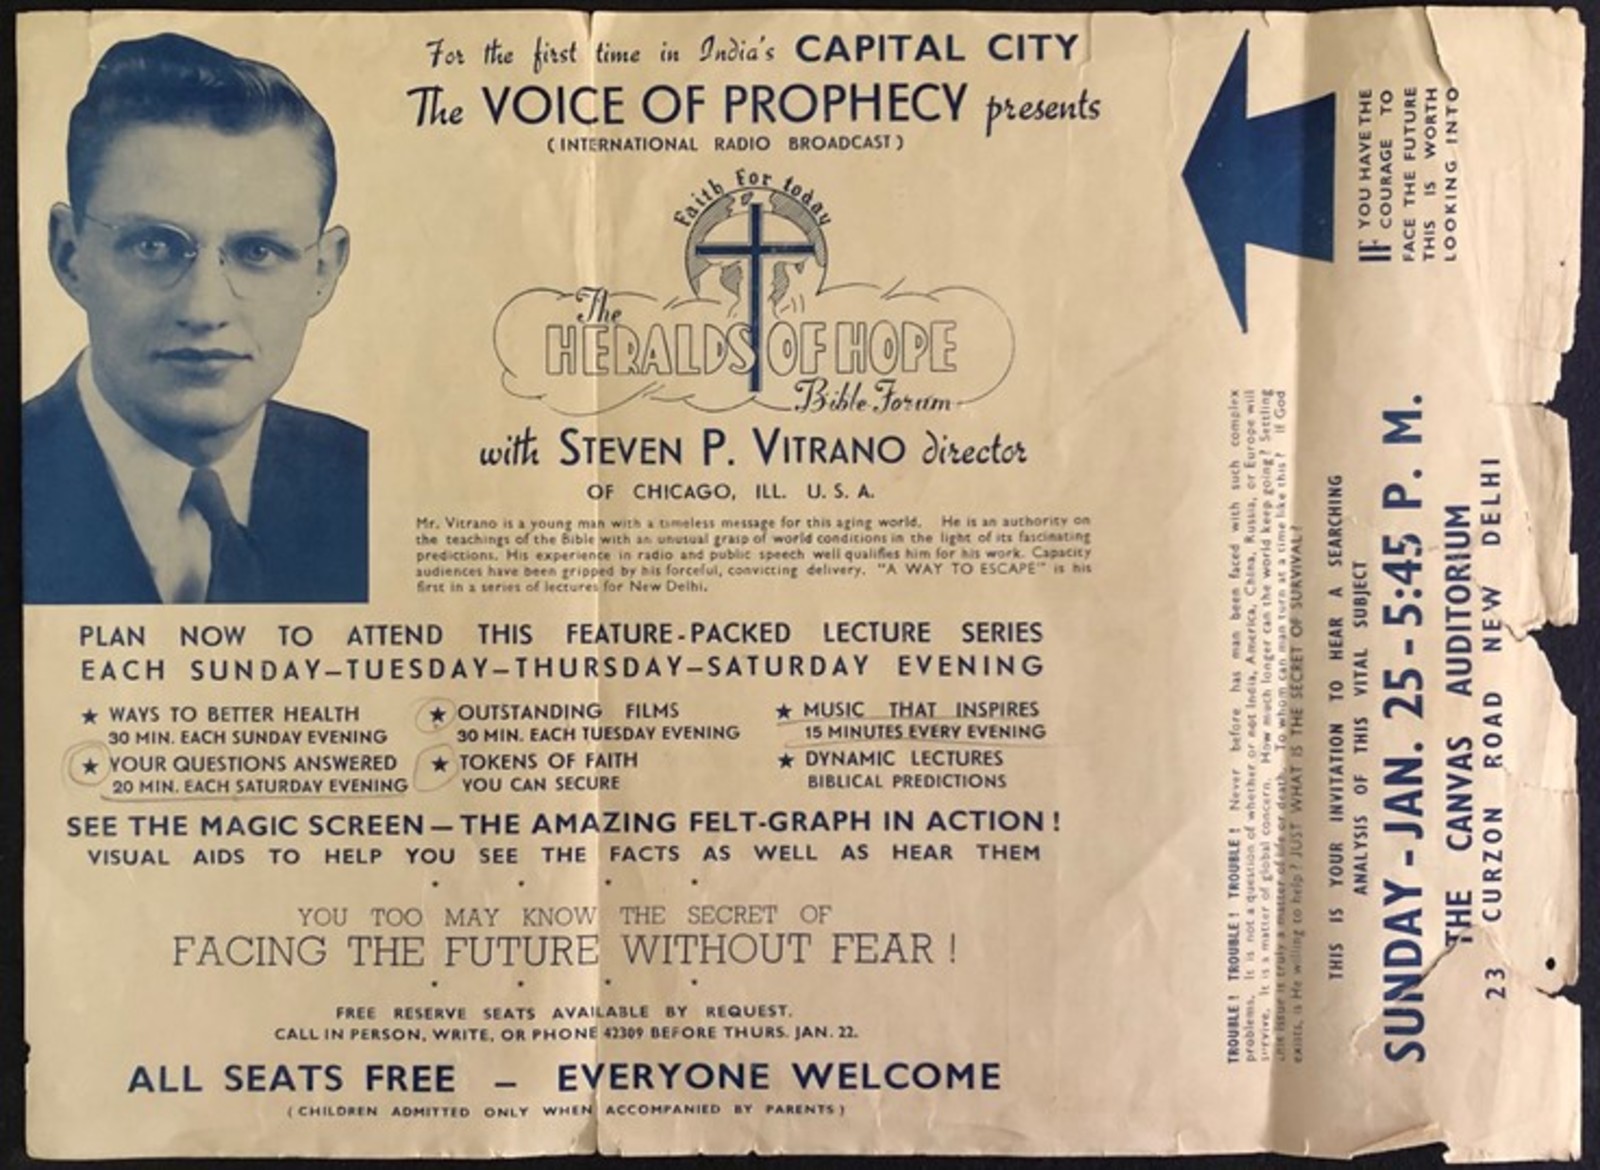 For the first time in India's CAPITAL CITY
The VOICE OF PROPHECY presents
( INTERNATIONAL RADIO BROADCAST )
Faith For today
The
HERALDS OF HOPE
Bible Forum
with STEVEN P. VITRANO director
OF CHICAGO, ILL. U. S. A.
Mr. Vitrano is a young man with a timeless message for this aging world. He is an authority on
the teachings of the Bible with an unusual grasp of world conditions in the light of its fascinating
predictions. His experience in radio and public speech well qualifies him for his work. Capacity
audiences have been gripped by his forceful, convicting delivery. "A WAY TO ESCAPE" is his
first in a series of lectures for New Delhi.
PLAN NOW TO ATTEND THIS FEATURE-PACKED LECTURE SERIES
EACH SUNDAY–TUESDAY–THURSDAY–SATURDAY EVENING
★ WAYS TO BETTER HEALTH
30 MIN. EACH SUNDAY EVENING
★ YOUR QUESTIONS ANSWERED
20 MIN. EACH SATURDAY EVENING
★ OUTSTANDING FILMS
30 MIN. EACH TUESDAY EVENING
★ TOKENS OF FAITH
YOU CAN SECURE
★ MUSIC THAT INSPIRES
15 MINUTES EVERY EVENING
★ DYNAMIC LECTURES
BIBLICAL PREDICTIONS
SEE THE MAGIC SCREEN — THE AMAZING FELT-GRAPH IN ACTION !
VISUAL AIDS TO HELP YOU SEE THE FACTS AS WELL AS HEAR THEM
YOU TOO MAY KNOW THE SECRET OF
FACING THE FUTURE WITHOUT FEAR !
FREE RESERVE SEATS AVAILABLE BY REQUEST.
CALL IN PERSON, WRITE, OR PHONE 42309 BEFORE THURS. JAN. 22.
ALL SEATS FREE – EVERYONE WELCOME
( CHILDREN ADMITTED ONLY WHEN ACCOMPANIED BY PARENTS )
IF YOU HAVE THE
COURAGE TO
FACE THE FUTURE
THIS IS WORTH
LOOKING INTO
TROUBLE ! TROUBLE ! TROUBLE ! Never before has man been faced with such complex
problems. It is not a question of whether or not India, America, China, Russia, or Europe will
survive. It is a matter of global concern. How much longer can the world keep going? Settling
this issue is truly a matter of life or death. To whom can man turn at a time like this? If God
exists, is He willing to help? JUST WHAT IS THE SECRET OF SURVIVAL?
THIS IS YOUR INVITATION TO HEAR A SEARCHING
ANALYSIS OF THIS VITAL SUBJECT
SUNDAY - JAN. 25 - 5:45 P. M.
THE CANVAS AUDITORIUM
23 CURZON ROAD NEW DELHI